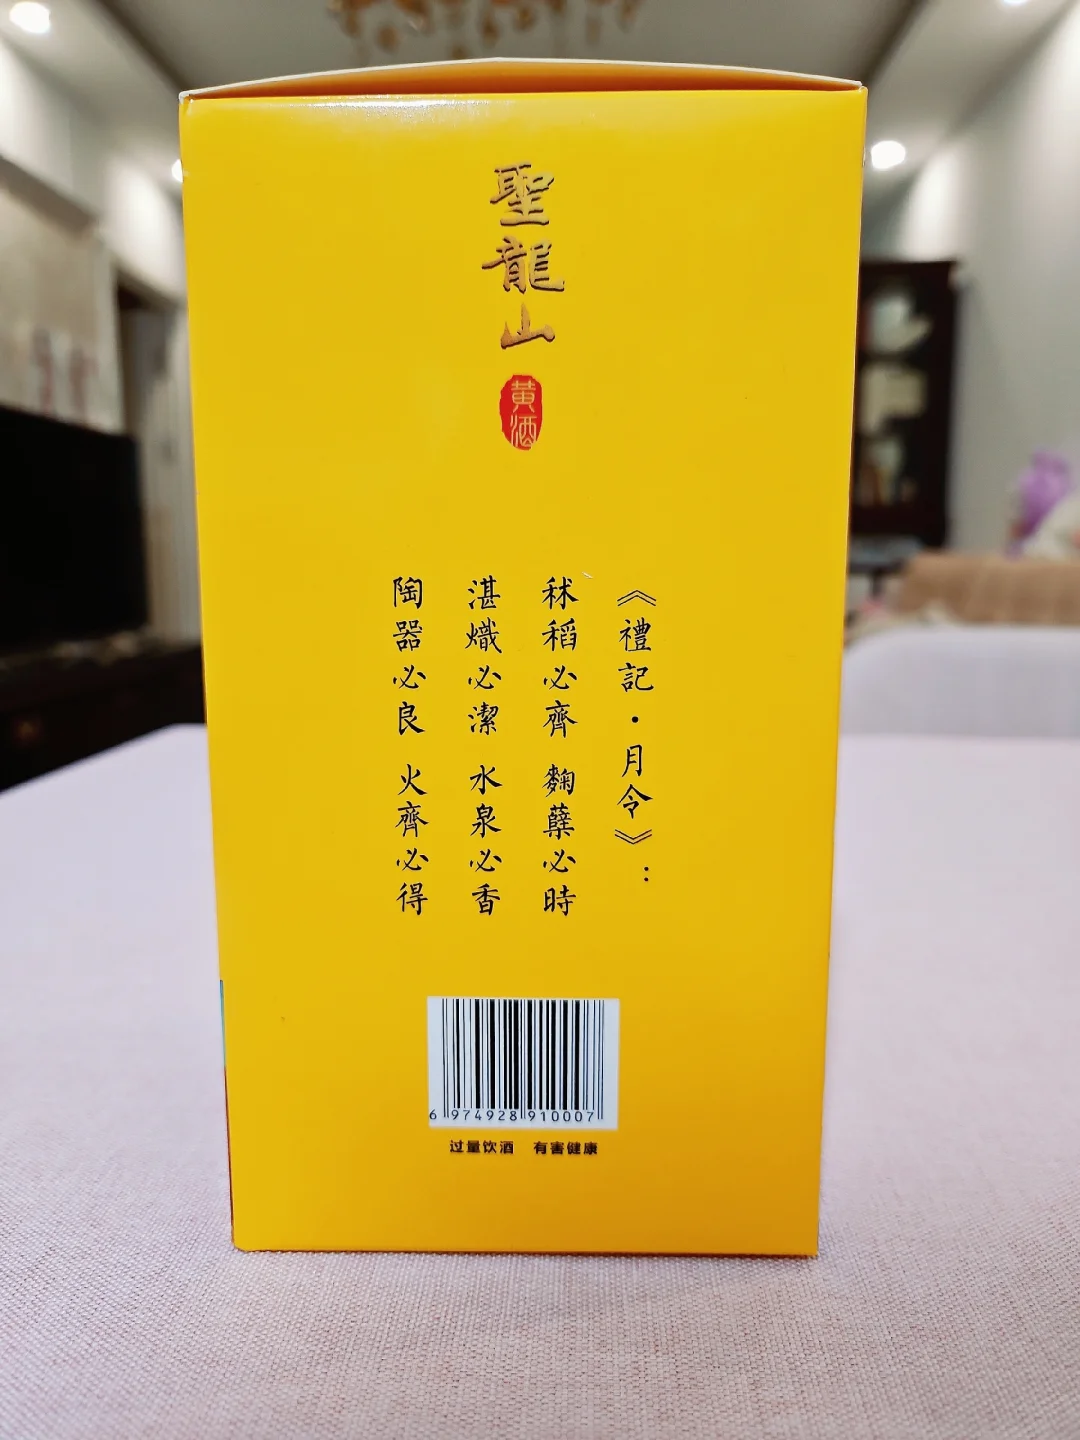 聖龍山
黄酒
《禮記·月令》：
秫稻必齊 麴蘖必時
湛熾必潔 水泉必香
陶器必良 火齊必得
6 974928 910007
过量饮酒 有害健康